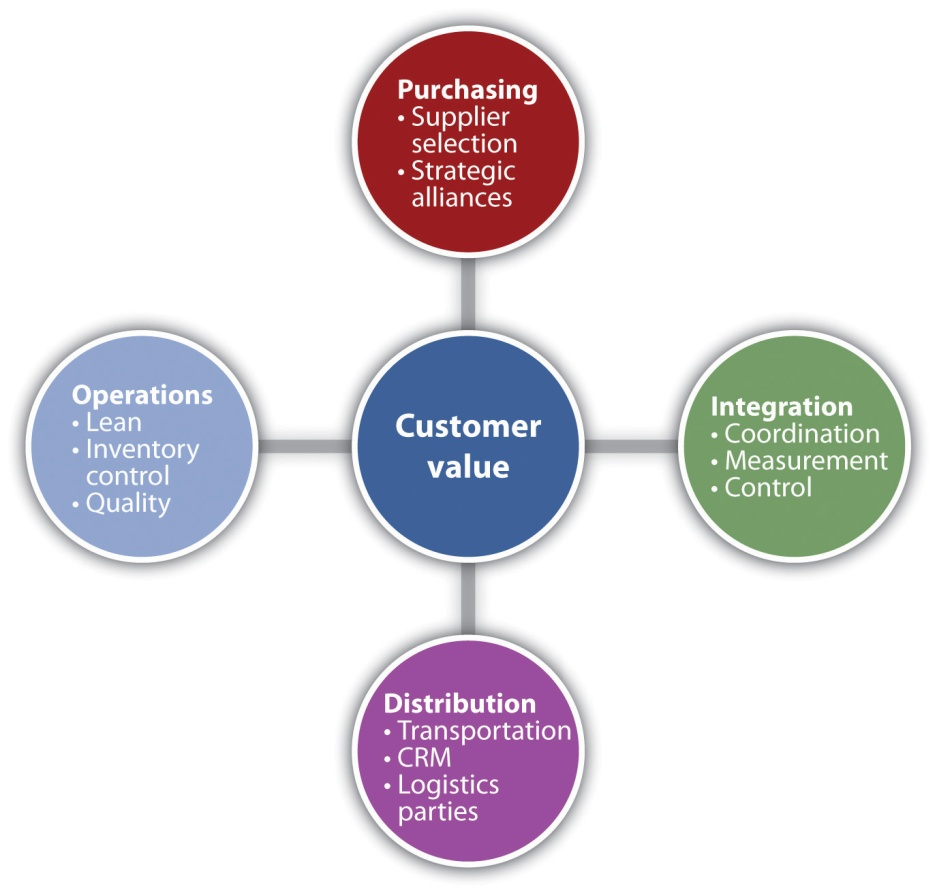 Purchasing
• Supplier
selection
• Strategic
alliances
Operations
• Lean
• Inventory
control
• Quality
Customer
value
Integration
• Coordination
• Measurement
• Control
Distribution
• Transportation
• CRM
• Logistics
parties